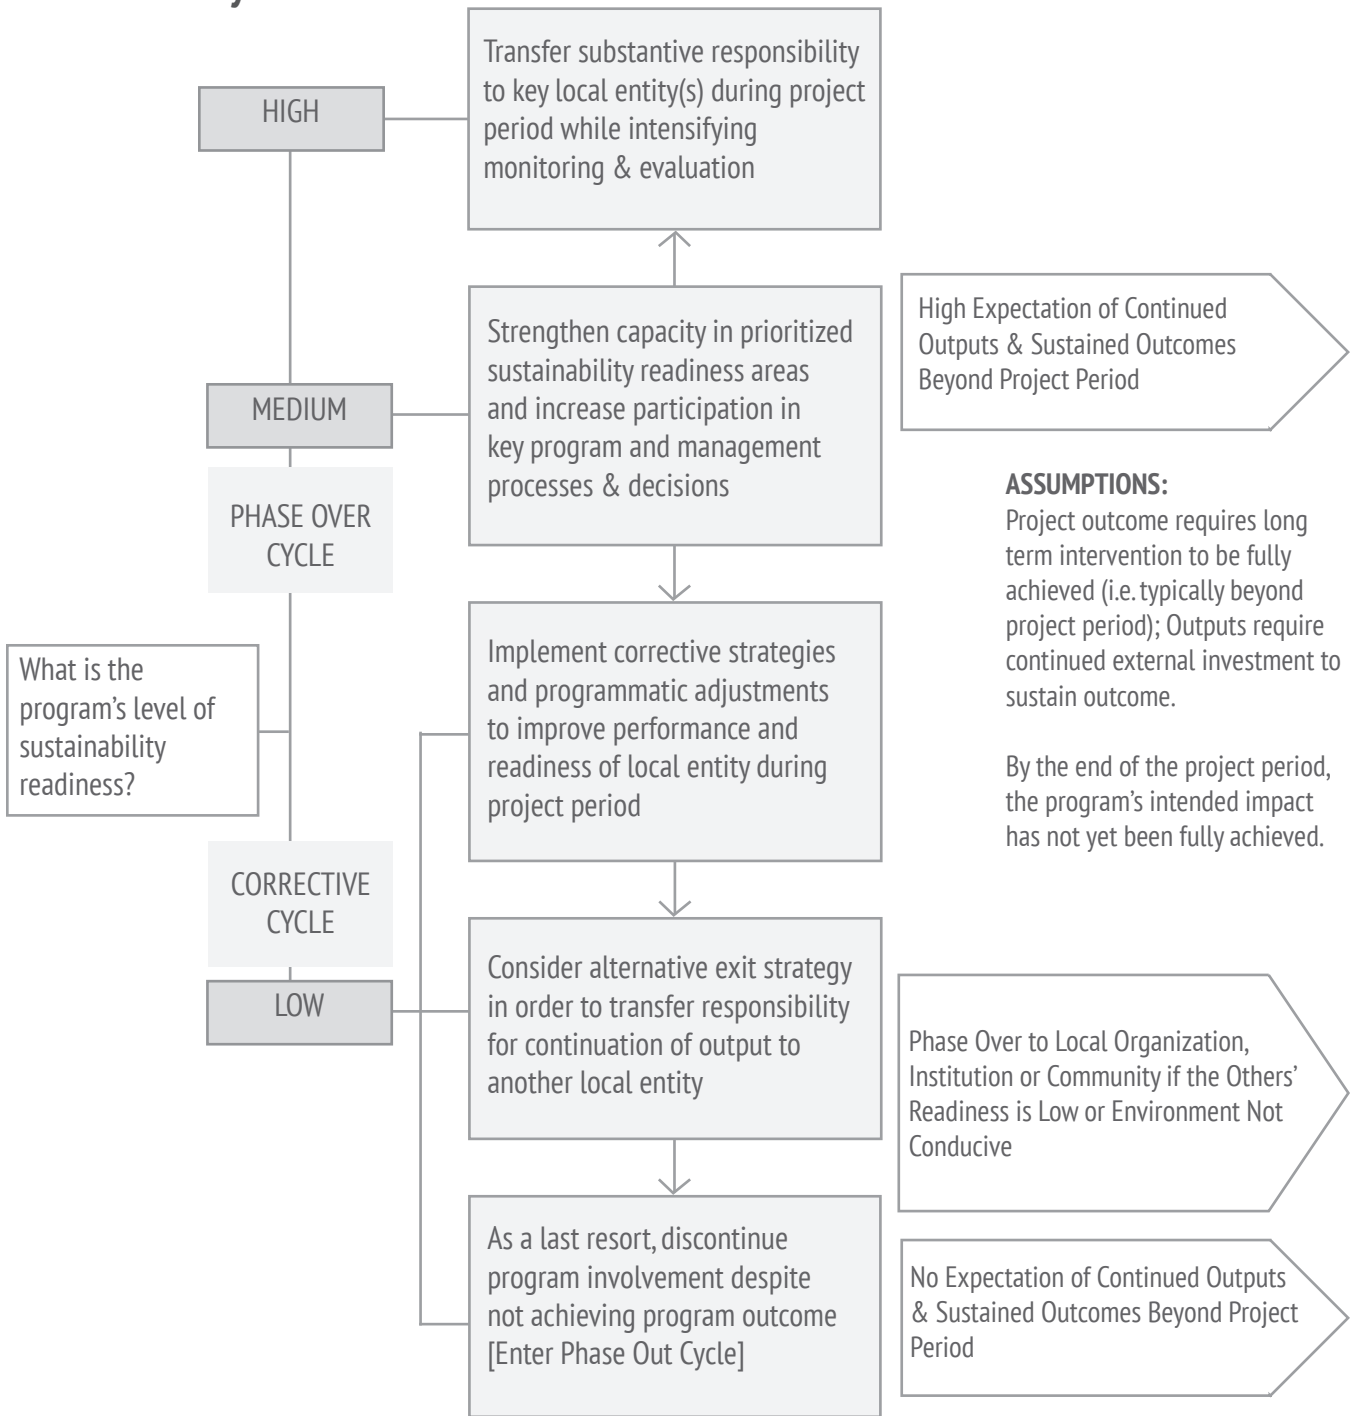 HIGH
Transfer substantive responsibility
to key local entity(s) during project
period while intensifying
monitoring & evaluation
MEDIUM
Strengthen capacity in prioritized
sustainability readiness areas
and increase participation in
key program and management
processes & decisions
High Expectation of Continued
Outputs & Sustained Outcomes
Beyond Project Period
PHASE OVER
CYCLE
ASSUMPTIONS:
Project outcome requires long
term intervention to be fully
achieved (i.e. typically beyond
project period); Outputs require
continued external investment to
sustain outcome.
By the end of the project period,
the program's intended impact
has not yet been fully achieved.
What is the
program's level of
sustainability
readiness?
Implement corrective strategies
and programmatic adjustments
to improve performance and
readiness of local entity during
project period
CORRECTIVE
CYCLE
LOW
Consider alternative exit strategy
in order to transfer responsibility
for continuation of output to
another local entity
Phase Over to Local Organization,
Institution or Community if the Others'
Readiness is Low or Environment Not
Conducive
As a last resort, discontinue
program involvement despite
not achieving program outcome
[Enter Phase Out Cycle]
No Expectation of Continued Outputs
& Sustained Outcomes Beyond Project
Period